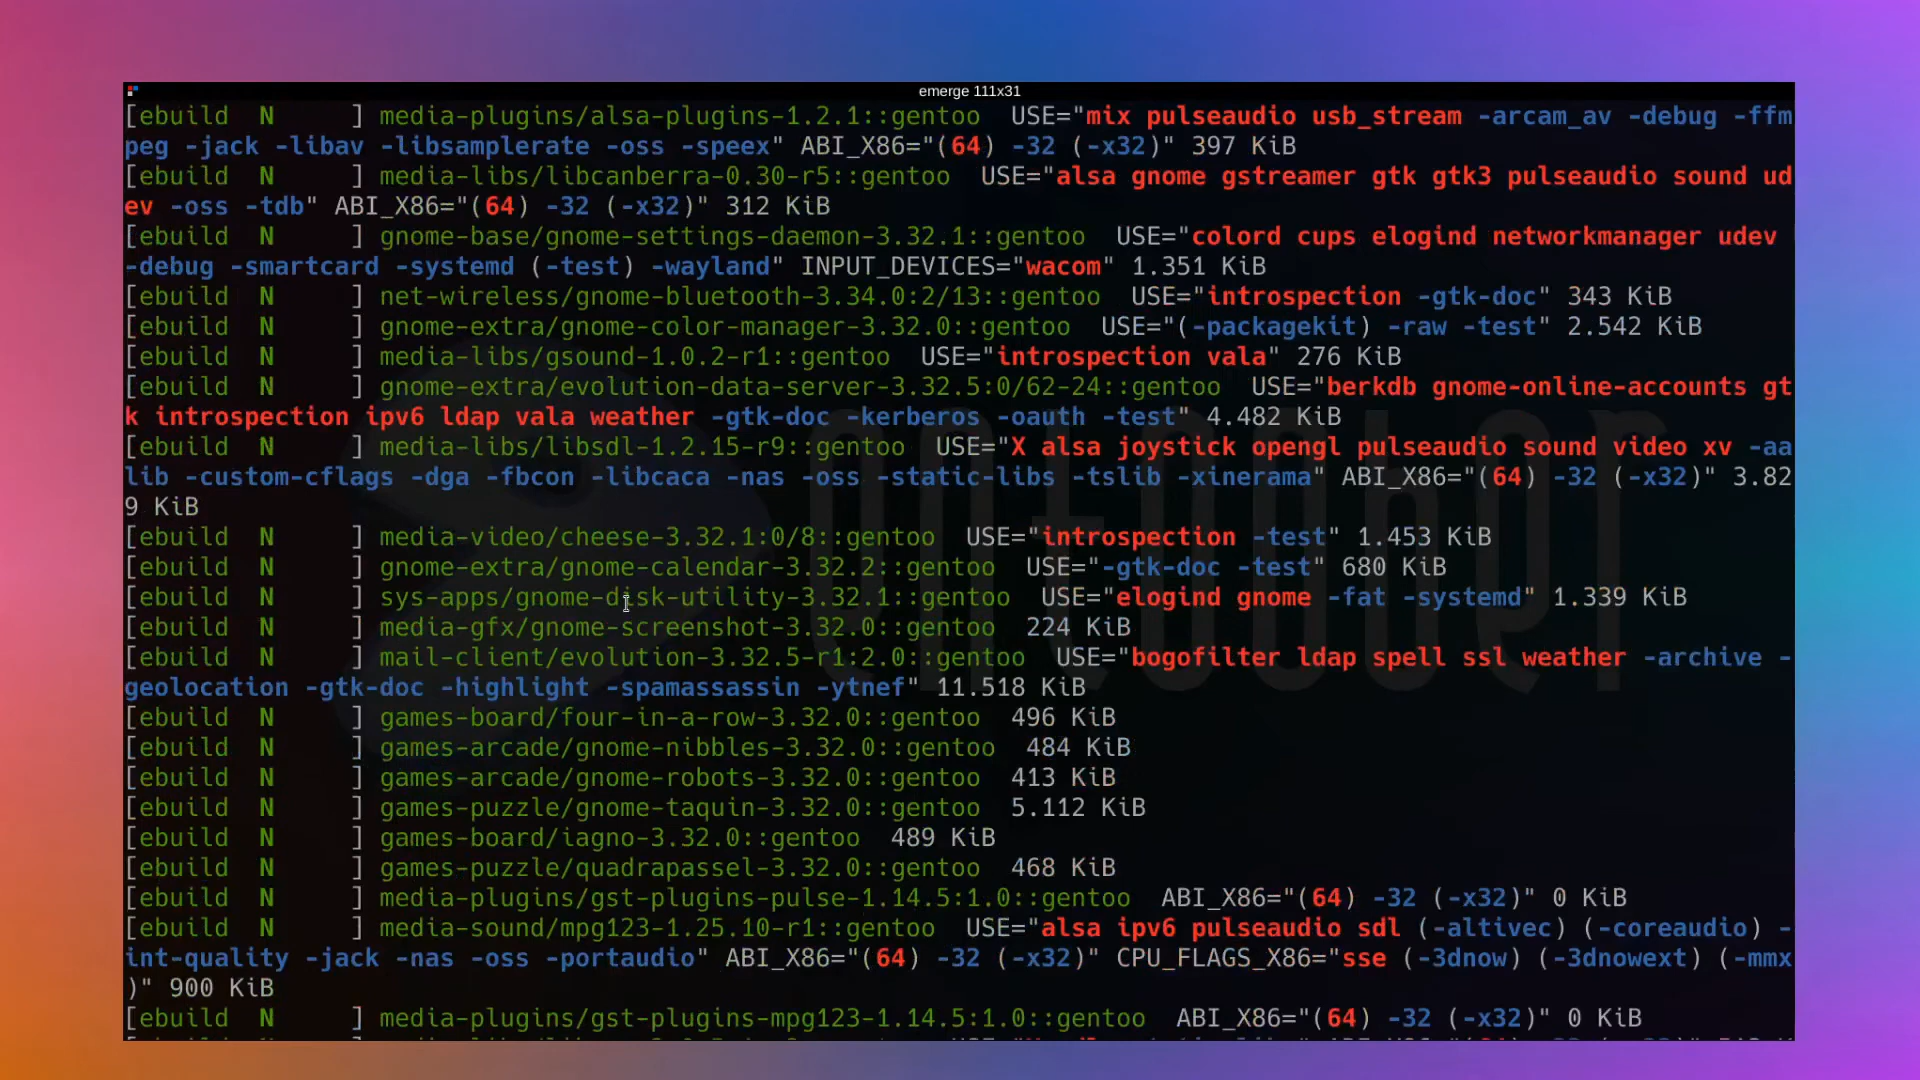 emerge 111x31
[ebuild  N     ] media-plugins/alsa-plugins-1.2.1::gentoo  USE="mix pulseaudio usb_stream -arcam_av -debug -ffm
peg -jack -libav -libsamplerate -oss -speex" ABI_X86="(64) -32 (-x32)" 397 KiB
[ebuild  N     ] media-libs/libcanberra-0.30-r5::gentoo  USE="alsa gnome gstreamer gtk gtk3 pulseaudio sound ud
ev -oss -tdb" ABI_X86="(64) -32 (-x32)" 312 KiB
[ebuild  N     ] gnome-base/gnome-settings-daemon-3.32.1::gentoo  USE="colord cups elogind networkmanager udev
-debug -smartcard -systemd (-test) -wayland" INPUT_DEVICES="wacom" 1.351 KiB
[ebuild  N     ] net-wireless/gnome-bluetooth-3.34.0:2/13::gentoo  USE="introspection -gtk-doc" 343 KiB
[ebuild  N     ] gnome-extra/gnome-color-manager-3.32.0::gentoo  USE="(-packagekit) -raw -test" 2.542 KiB
[ebuild  N     ] media-libs/gsound-1.0.2-r1::gentoo  USE="introspection vala" 276 KiB
[ebuild  N     ] gnome-extra/evolution-data-server-3.32.5:0/62-24::gentoo  USE="berkdb gnome-online-accounts gt
k introspection ipv6 ldap vala weather -gtk-doc -kerberos -oauth -test" 4.482 KiB
[ebuild  N     ] media-libs/libsdl-1.2.15-r9::gentoo  USE="X alsa joystick opengl pulseaudio sound video xv -aa
lib -custom-cflags -dga -fbcon -libcaca -nas -oss -static-libs -tslib -xinerama" ABI_X86="(64) -32 (-x32)" 3.82
9 KiB
[ebuild  N     ] media-video/cheese-3.32.1:0/8::gentoo  USE="introspection -test" 1.453 KiB
[ebuild  N     ] gnome-extra/gnome-calendar-3.32.2::gentoo  USE="-gtk-doc -test" 680 KiB
[ebuild  N     ] sys-apps/gnome-disk-utility-3.32.1::gentoo  USE="elogind gnome -fat -systemd" 1.339 KiB
[ebuild  N     ] media-gfx/gnome-screenshot-3.32.0::gentoo  224 KiB
[ebuild  N     ] mail-client/evolution-3.32.5-r1:2.0::gentoo  USE="bogofilter ldap spell ssl weather -archive -
geolocation -gtk-doc -highlight -spamassassin -ytnef" 11.518 KiB
[ebuild  N     ] games-board/four-in-a-row-3.32.0::gentoo  496 KiB
[ebuild  N     ] games-arcade/gnome-nibbles-3.32.0::gentoo  484 KiB
[ebuild  N     ] games-arcade/gnome-robots-3.32.0::gentoo  413 KiB
[ebuild  N     ] games-puzzle/gnome-taquin-3.32.0::gentoo  5.112 KiB
[ebuild  N     ] games-board/iagno-3.32.0::gentoo  489 KiB
[ebuild  N     ] games-puzzle/quadrapassel-3.32.0::gentoo  468 KiB
[ebuild  N     ] media-plugins/gst-plugins-pulse-1.14.5:1.0::gentoo  ABI_X86="(64) -32 (-x32)" 0 KiB
[ebuild  N     ] media-sound/mpg123-1.25.10-r1::gentoo  USE="alsa ipv6 pulseaudio sdl (-altivec) (-coreaudio) -
int-quality -jack -nas -oss -portaudio" ABI_X86="(64) -32 (-x32)" CPU_FLAGS_X86="sse (-3dnow) (-3dnowext) (-mmx
)" 900 KiB
[ebuild  N     ] media-plugins/gst-plugins-mpg123-1.14.5:1.0::gentoo  ABI_X86="(64) -32 (-x32)" 0 KiB